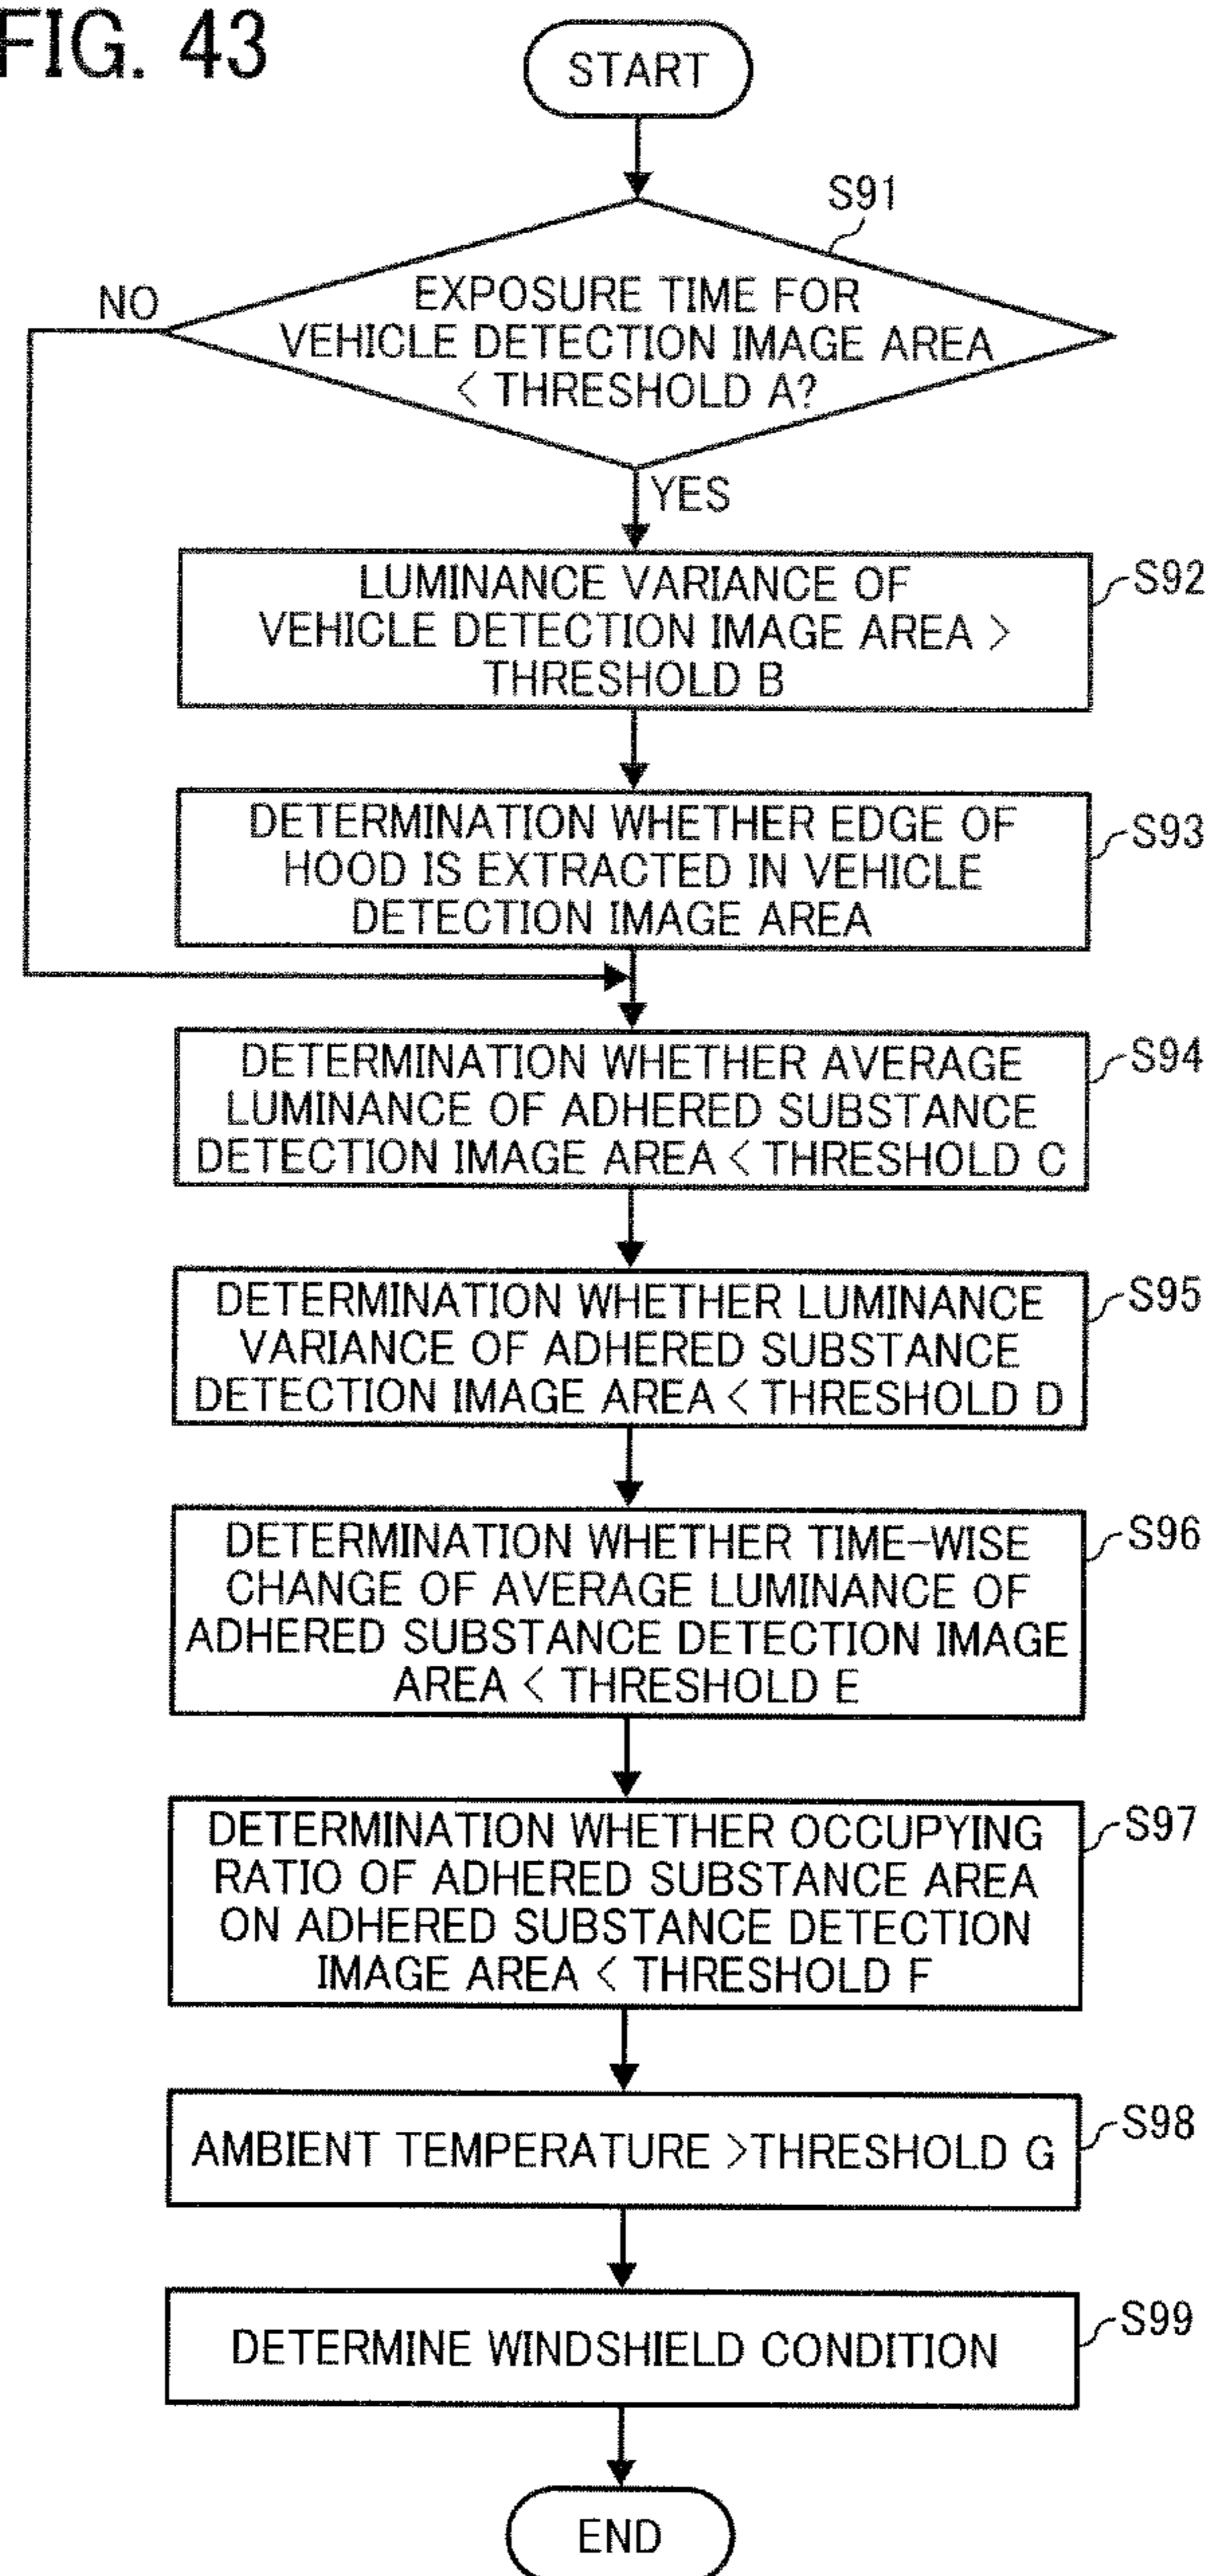 FIG. 43
START
S91
NO
EXPOSURE TIME FOR
VEHICLE DETECTION IMAGE AREA
< THRESHOLD A?
YES
LUMINANCE VARIANCE OF
VEHICLE DETECTION IMAGE AREA >
THRESHOLD B
S92
DETERMINATION WHETHER EDGE OF
HOOD IS EXTRACTED IN VEHICLE
DETECTION IMAGE AREA
S93
DETERMINATION WHETHER AVERAGE
LUMINANCE OF ADHERED SUBSTANCE
DETECTION IMAGE AREA < THRESHOLD C
S94
DETERMINATION WHETHER LUMINANCE
VARIANCE OF ADHERED SUBSTANCE
DETECTION IMAGE AREA < THRESHOLD D
S95
DETERMINATION WHETHER TIME-WISE
CHANGE OF AVERAGE LUMINANCE OF
ADHERED SUBSTANCE DETECTION IMAGE
AREA < THRESHOLD E
S96
DETERMINATION WHETHER OCCUPYING
RATIO OF ADHERED SUBSTANCE AREA
ON ADHERED SUBSTANCE DETECTION
IMAGE AREA < THRESHOLD F
S97
AMBIENT TEMPERATURE >THRESHOLD G
S98
DETERMINE WINDSHIELD CONDITION
S99
END